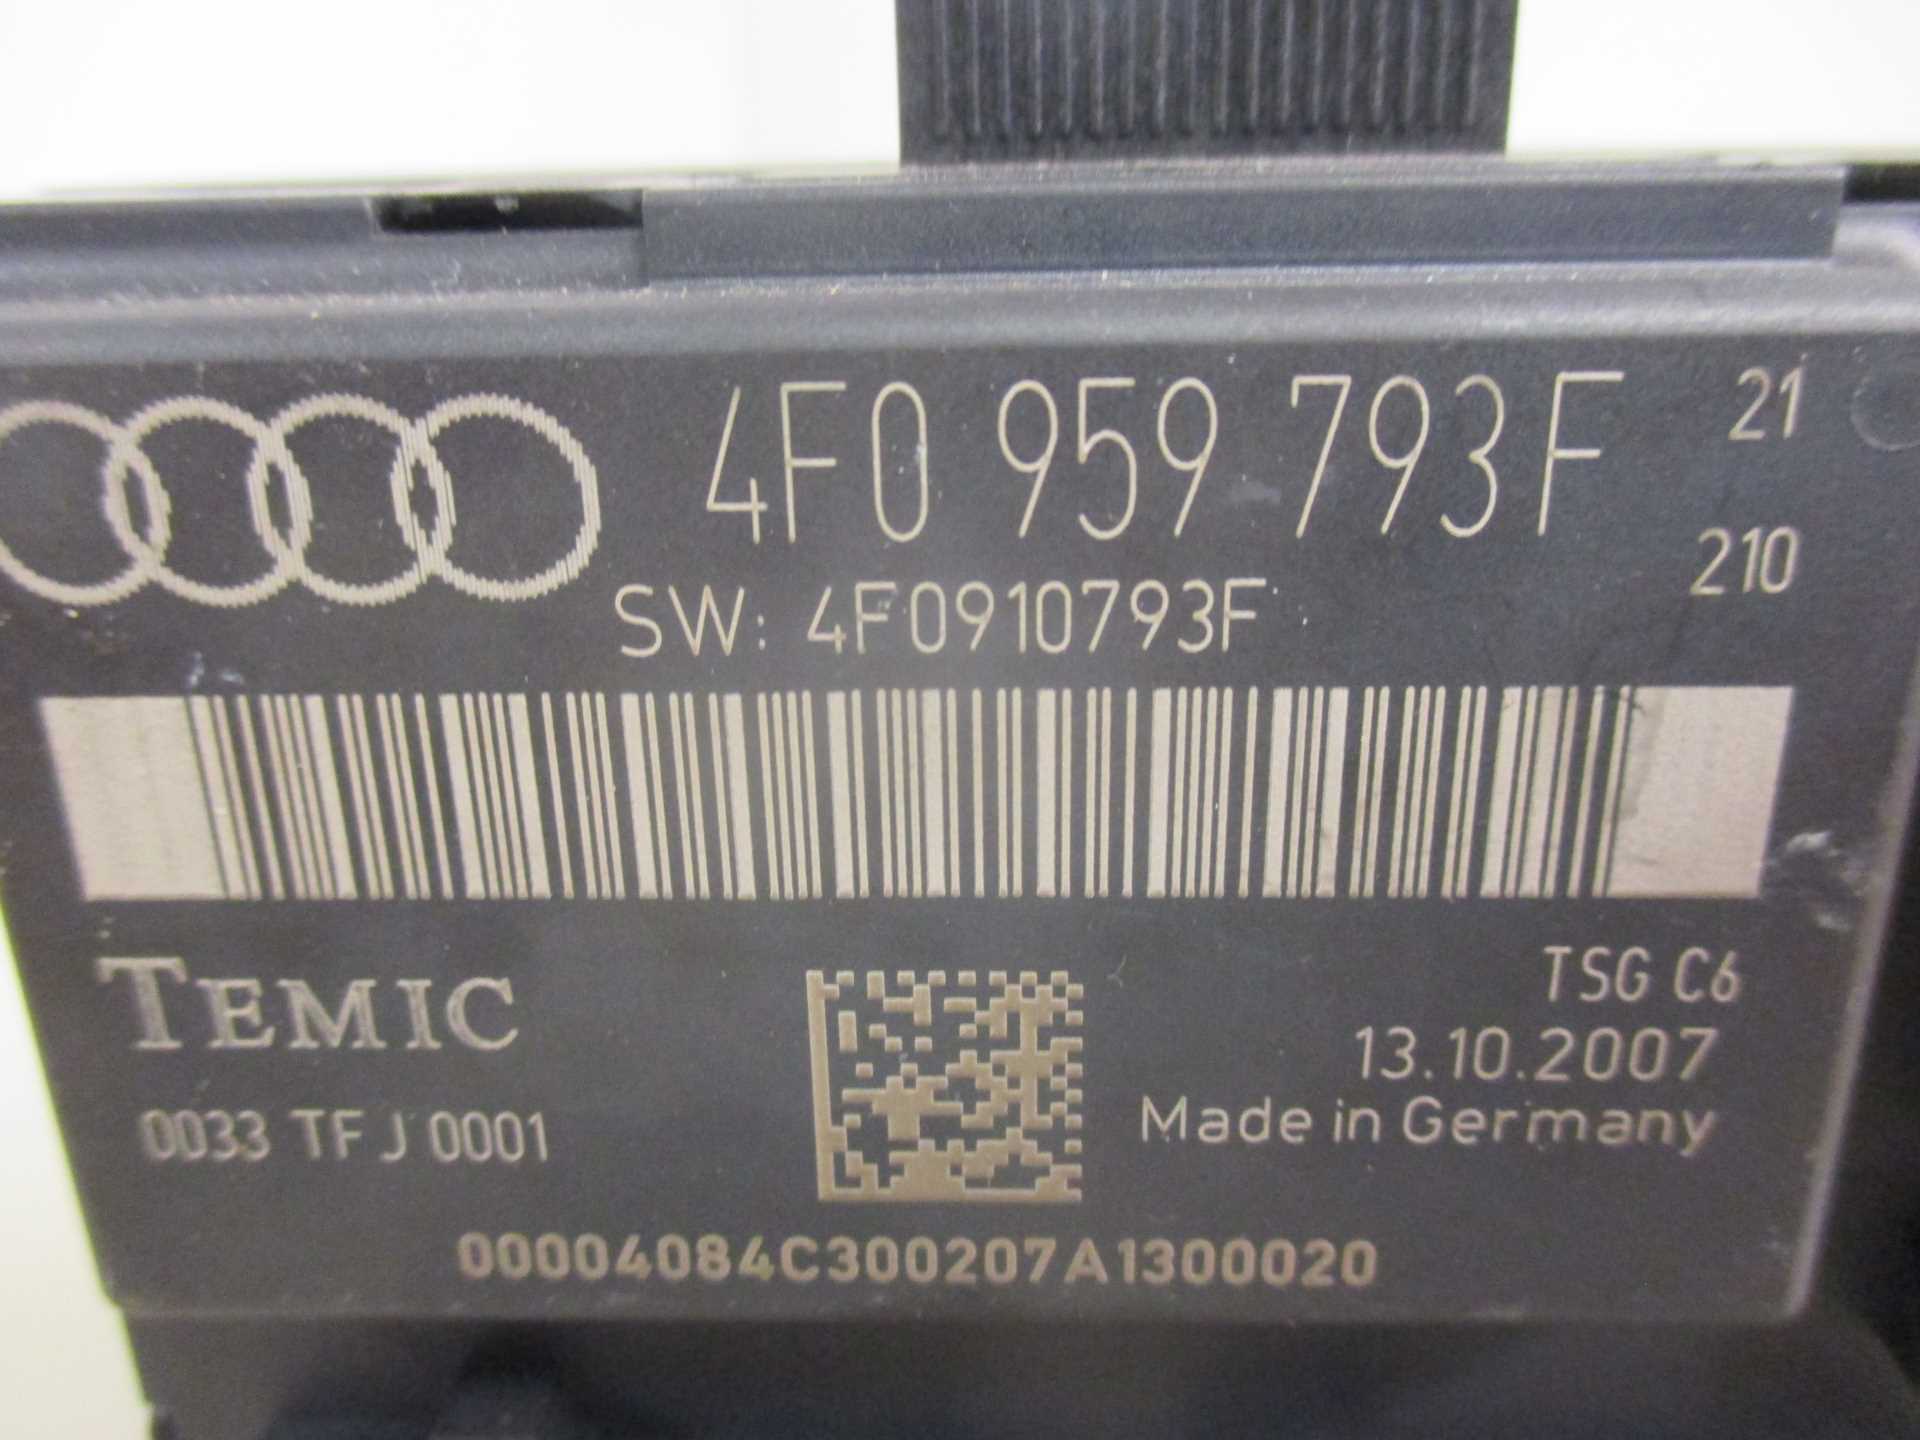 4F0 959 793F 21
210
SW: 4F0910793F
TEMIC
TSG C6
13.10.2007
Made in Germany
0033 TFJ 0001
00004084C300207A1300020